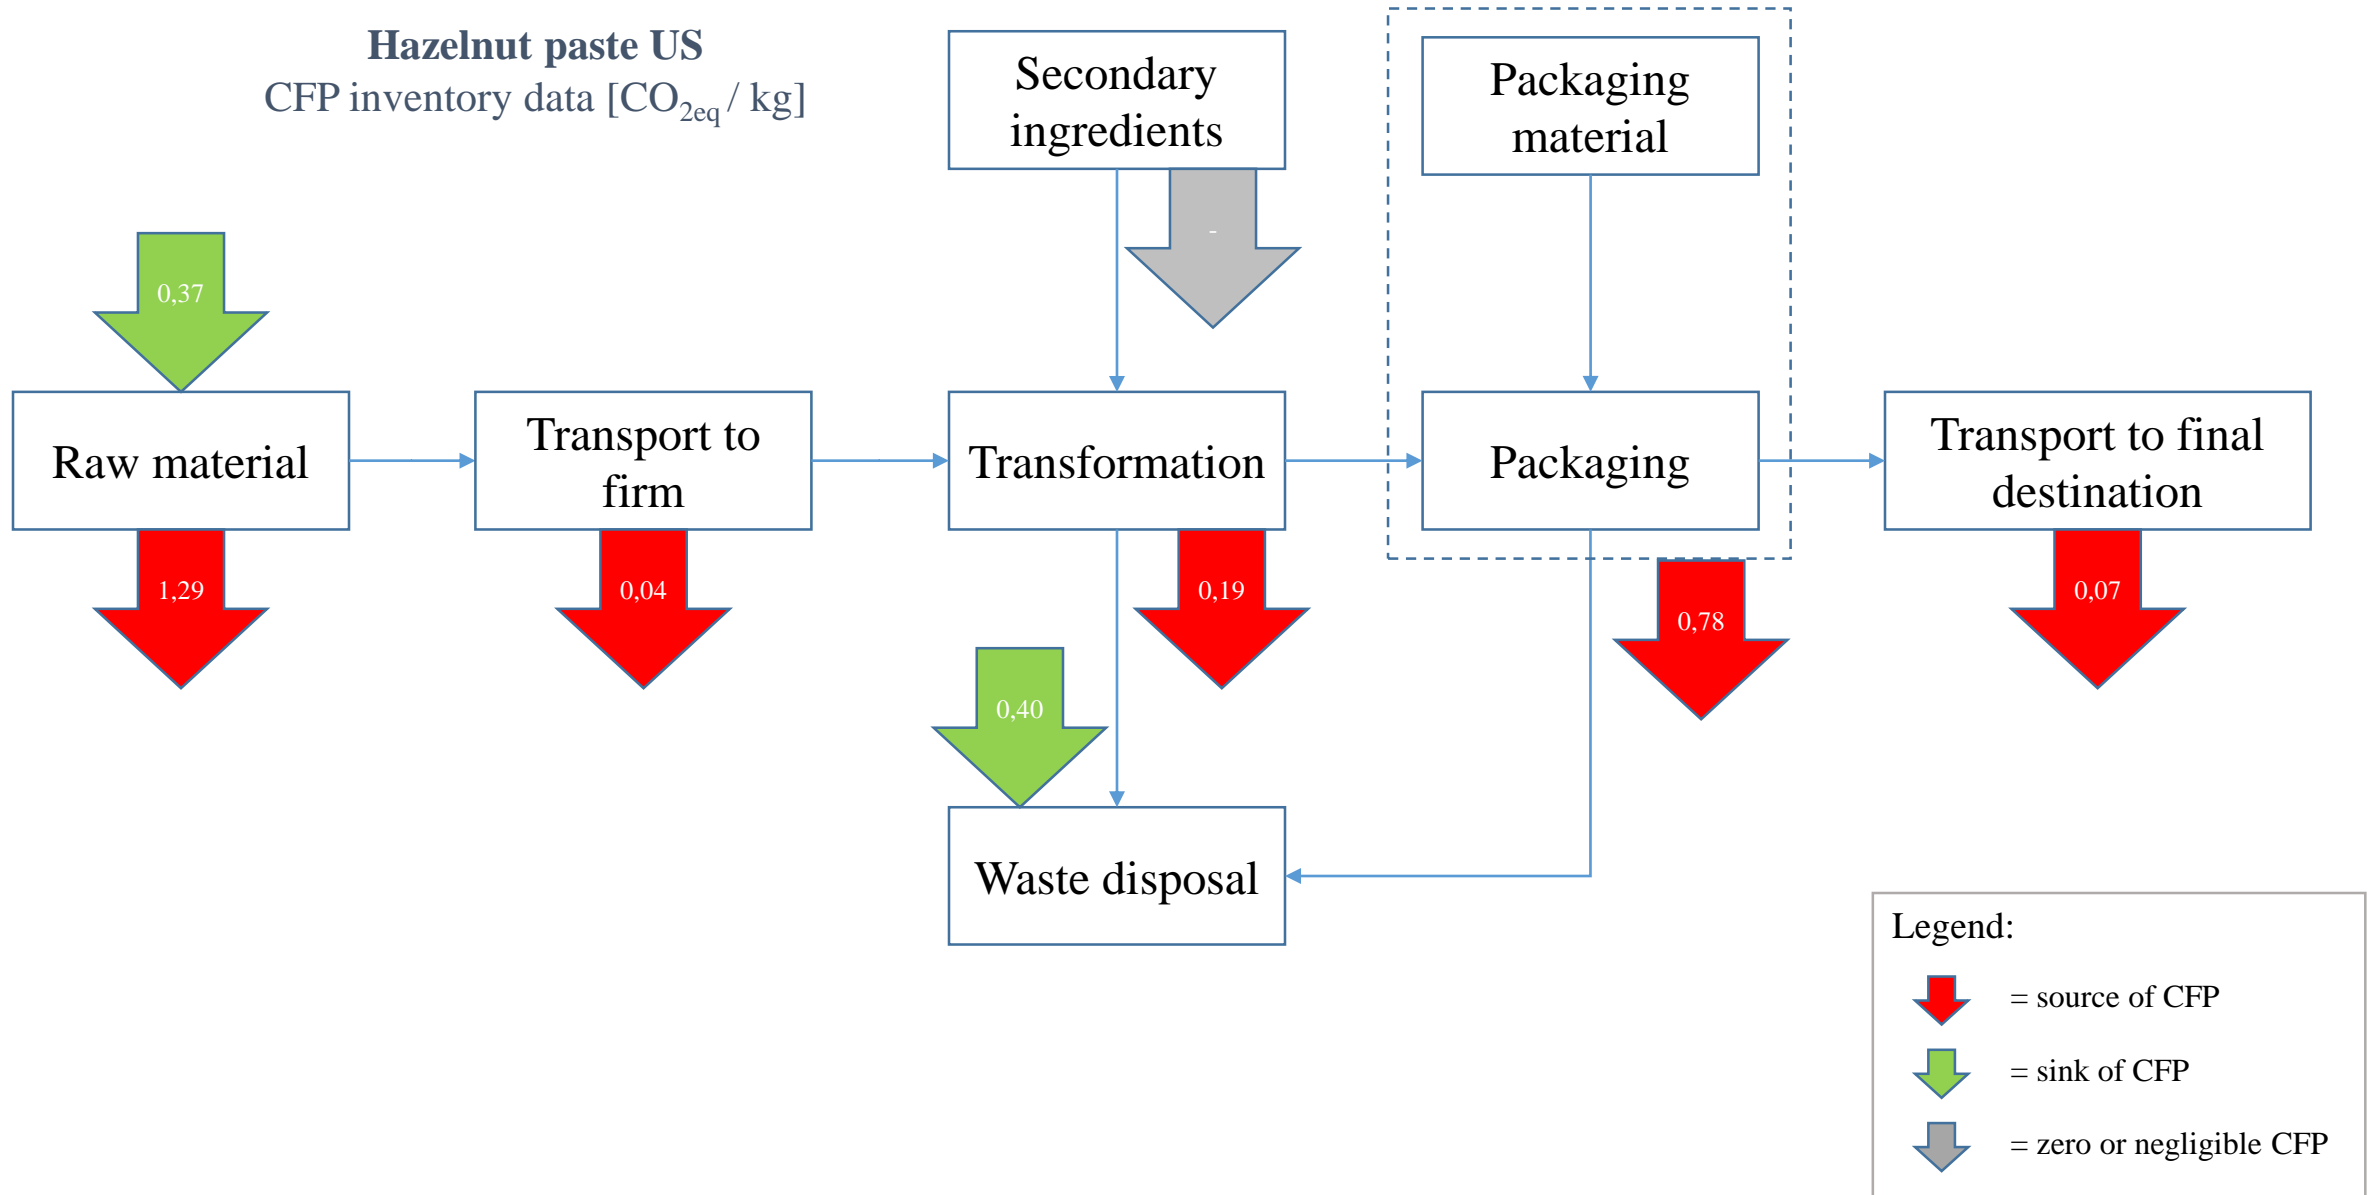 Hazelnut paste US
CFP inventory data [CO2eq / kg]
Secondary
ingredients
Packaging
material
-
0,37
Raw material
Transport to
firm
Transformation
Packaging
Transport to final
destination
1,29
0,04
0,19
0,78
0,07
0,40
Waste disposal
Legend:
= source of CFP
= sink of CFP
= zero or negligible CFP